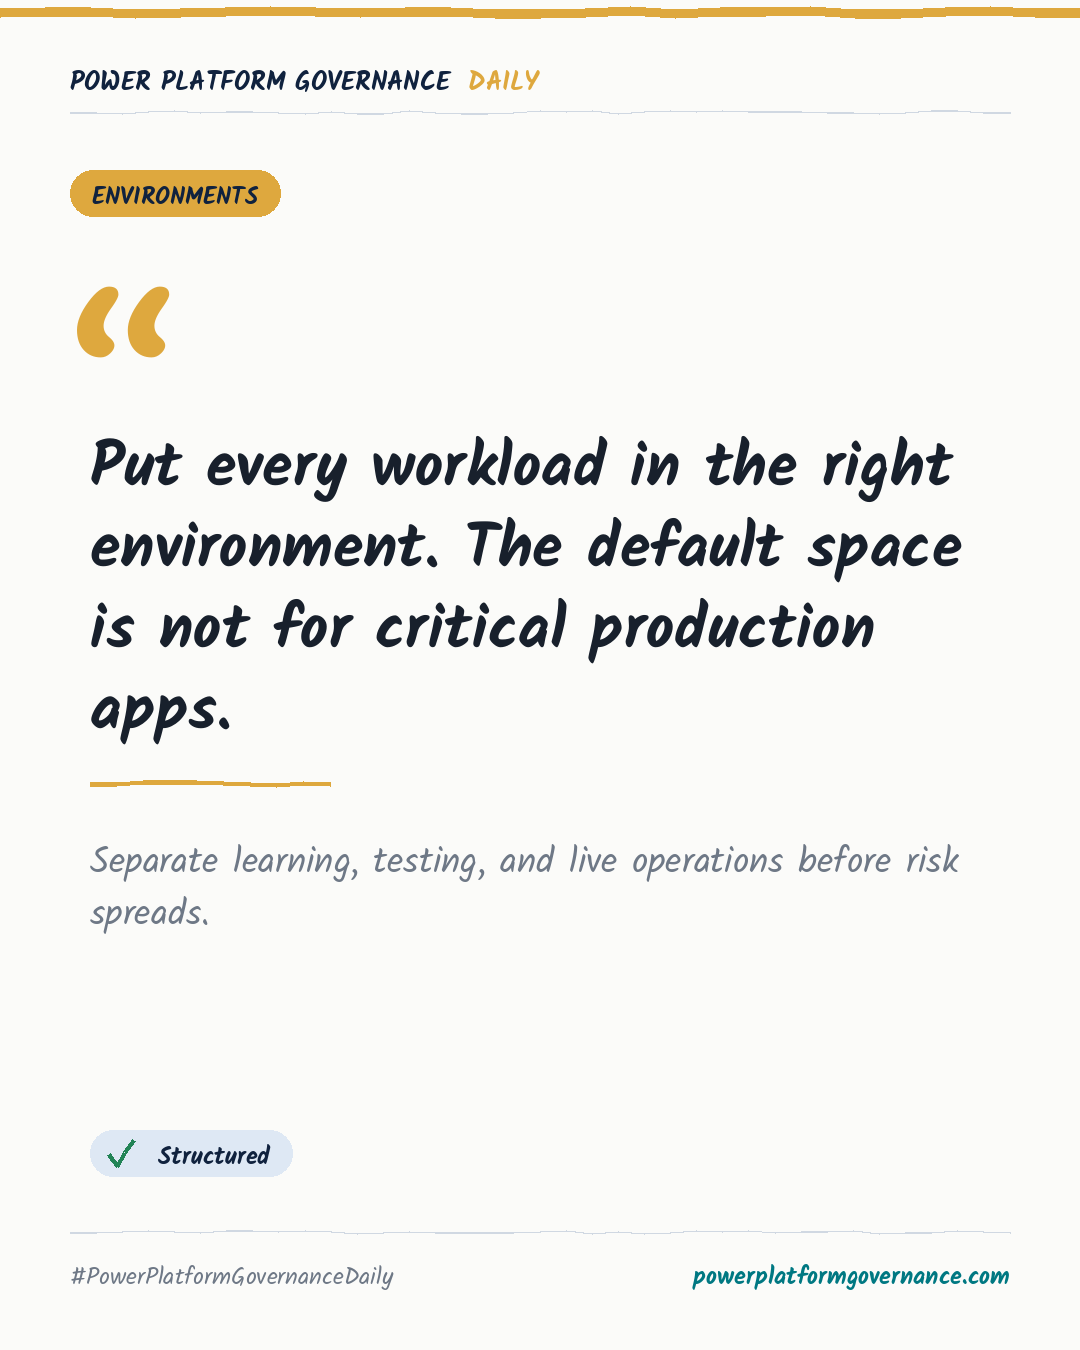 POWER PLATFORM GOVERNANCE DAILY
ENVIRONMENTS
“
Put every workload in the right
environment. The default space
is not for critical production
apps.
Separate learning, testing, and live operations before risk
spreads.
✓ Structured
#PowerPlatformGovernanceDaily
powerplatformgovernance.com